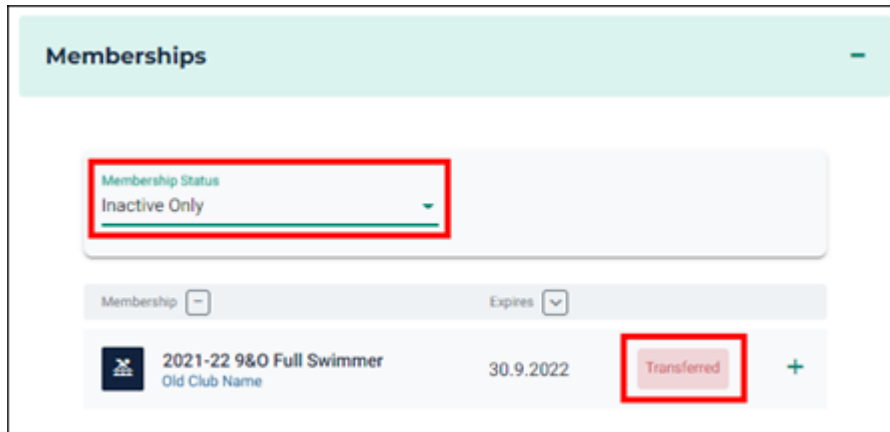 Memberships
Membership Status
Inactive Only
Membership Expires
2021-22 9&O Full Swimmer
Old Club Name
30.9.2022
Transferred